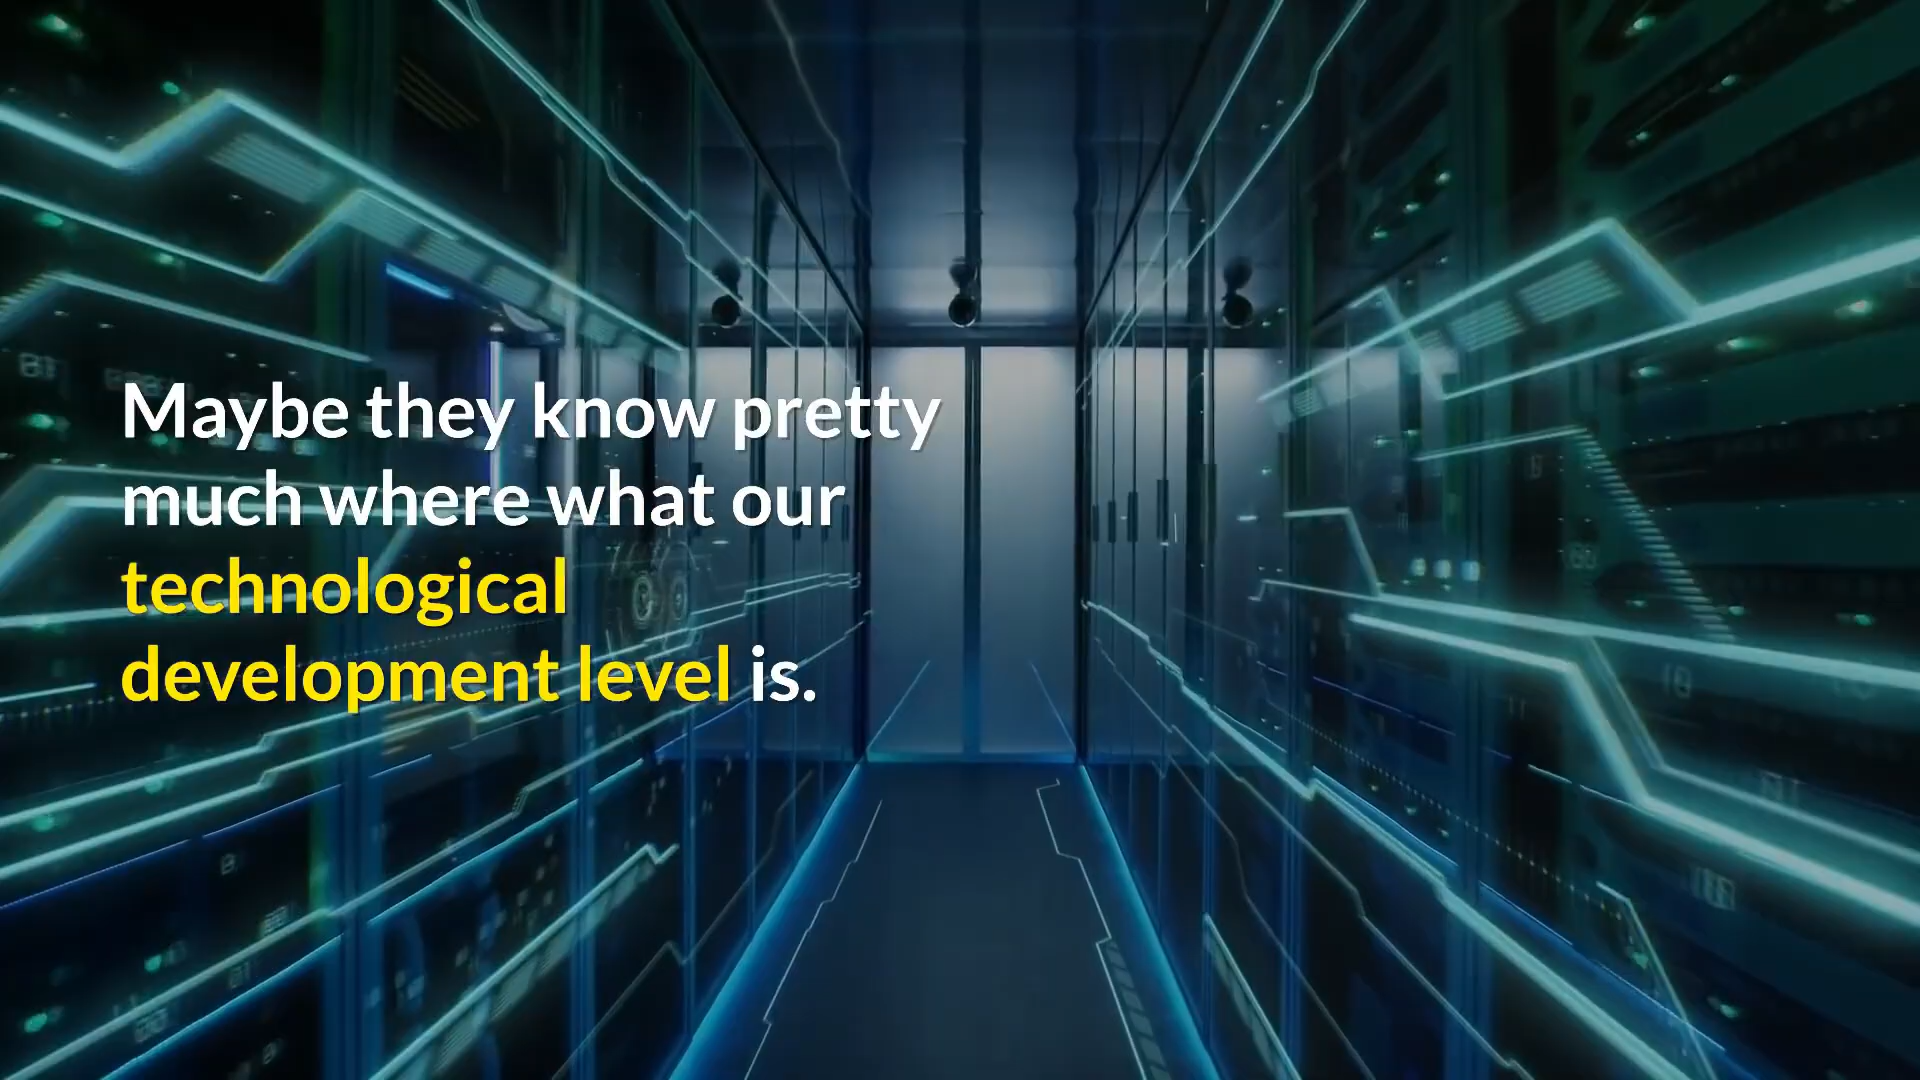 Maybe they know pretty
much where what our
technological
development level is.